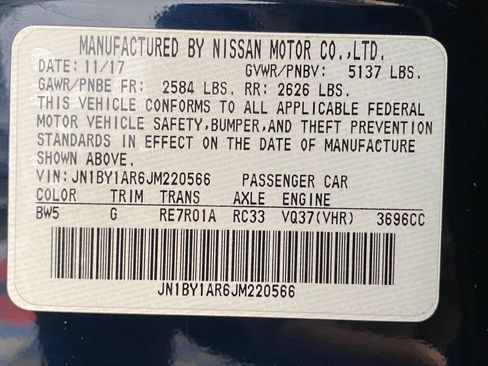 MANUFACTURED BY NISSAN MOTOR CO.,LTD.
DATE: 11/17 GVWR/PNBV: 5137 LBS.
GAWR/PNBE FR: 2584 LBS. RR: 2626 LBS.
THIS VEHICLE CONFORMS TO ALL APPLICABLE FEDERAL
MOTOR VEHICLE SAFETY,BUMPER,AND THEFT PREVENTION
STANDARDS IN EFFECT ON THE DATE OF MANUFACTURE
SHOWN ABOVE.
VIN:JN1BY1AR6JM220566 PASSENGER CAR
COLOR TRIM TRANS AXLE ENGINE
BW5 G RE7R01A RC33 VQ37(VHR) 3696CC
JN1BY1AR6JM220566